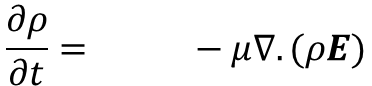 ∂ρ/∂t = − μ∇.(ρE)